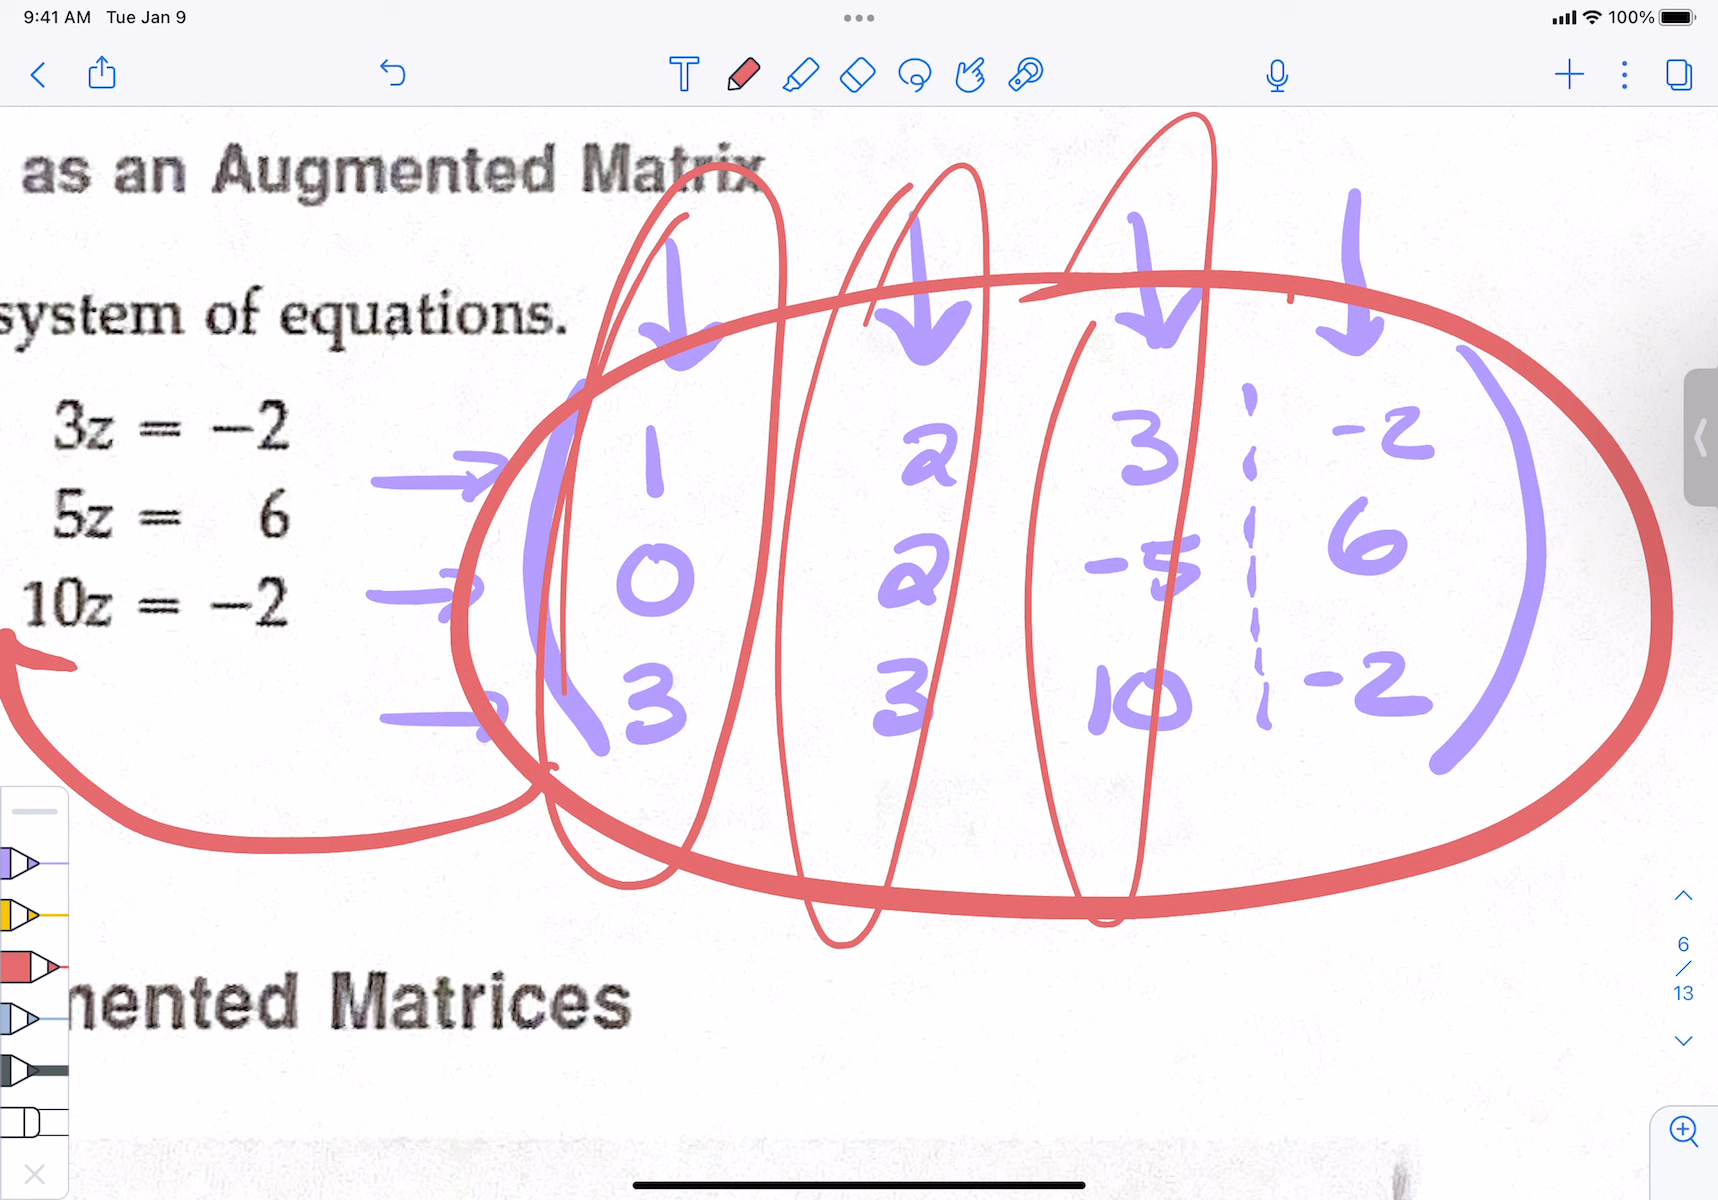 9:41 AM Tue Jan 9
100%
as an Augmented Matrix
system of equations.
3z = −2
5z = 6
10z = −2
1 2 3 -2
0 2 -5 6
3 3 10 -2
mented Matrices
6
/
13